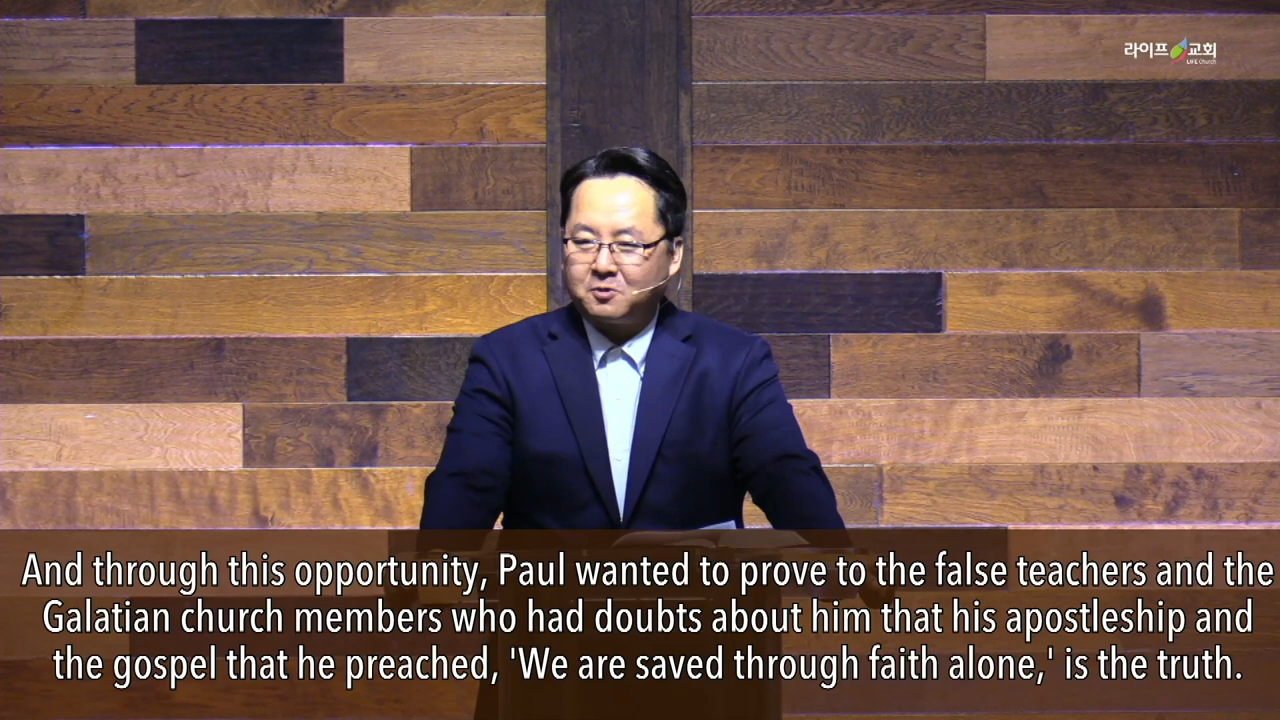 라이프 교회
LIFE Church
And through this opportunity, Paul wanted to prove to the false teachers and the
Galatian church members who had doubts about him that his apostleship and
the gospel that he preached, 'We are saved through faith alone,' is the truth.